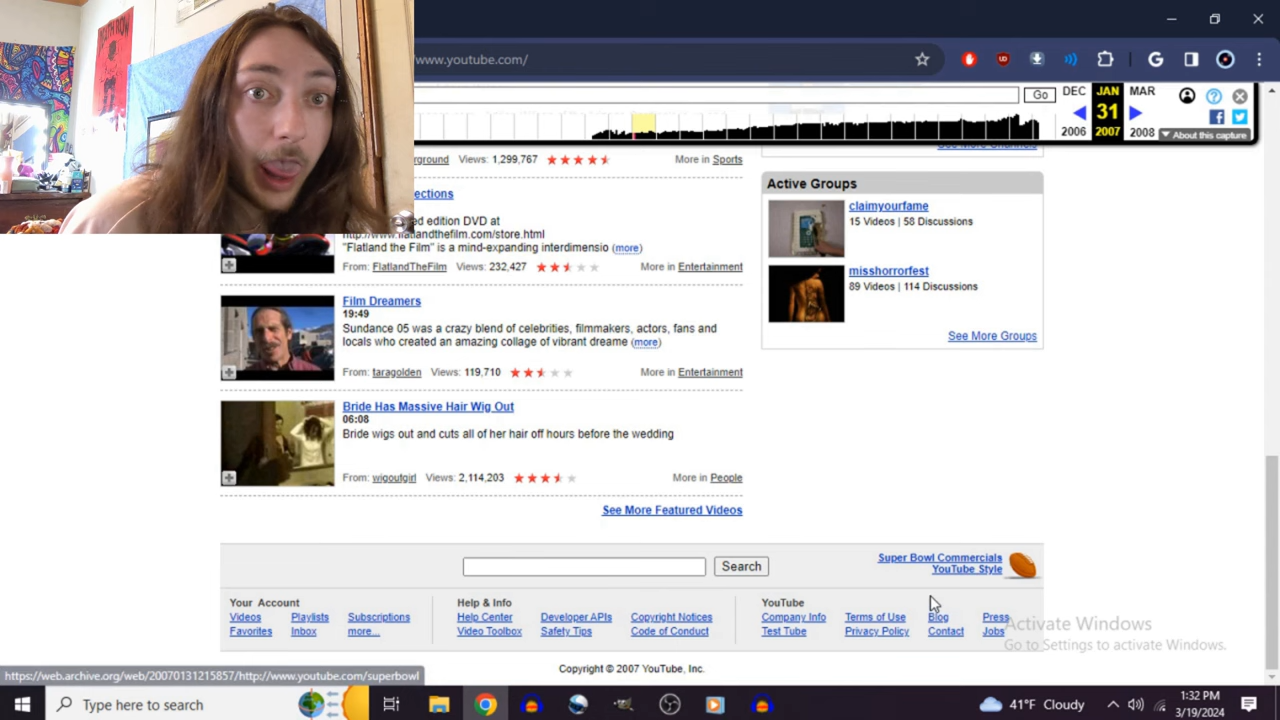 www.youtube.com/
Go
DEC JAN MAR
31
2006 2007 2008
About this capture
Views: 1,299,767 More in Sports
ed edition DVD at
http://www.flatlandthefilm.com/store.html
"Flatland the Film" is a mind-expanding interdimensio (more)
From: FlatlandTheFilm Views: 232,427 More in Entertainment
Film Dreamers
19:49
Sundance 05 was a crazy blend of celebrities, filmmakers, actors, fans and
locals who created an amazing collage of vibrant dreame (more)
From: taragolden Views: 119,710 More in Entertainment
Bride Has Massive Hair Wig Out
06:08
Bride wigs out and cuts all of her hair off hours before the wedding
From: wigoutgirl Views: 2,114,203 More in People
See More Featured Videos
Active Groups
claimyourfame
15 Videos | 58 Discussions
misshorrorfest
89 Videos | 114 Discussions
See More Groups
Search
Super Bowl Commercials
YouTube Style
Your Account
Videos Playlists Subscriptions
Favorites Inbox more...
Help & Info
Help Center Developer APIs Copyright Notices
Video Toolbox Safety Tips Code of Conduct
YouTube
Company Info Terms of Use Blog Press
Test Tube Privacy Policy Contact Jobs
Activate Windows
Go to Settings to activate Windows.
Copyright © 2007 YouTube, Inc.
https://web.archive.org/web/20070131215857/http://www.youtube.com/superbowl
Type here to search
41°F Cloudy
1:32 PM
3/19/2024